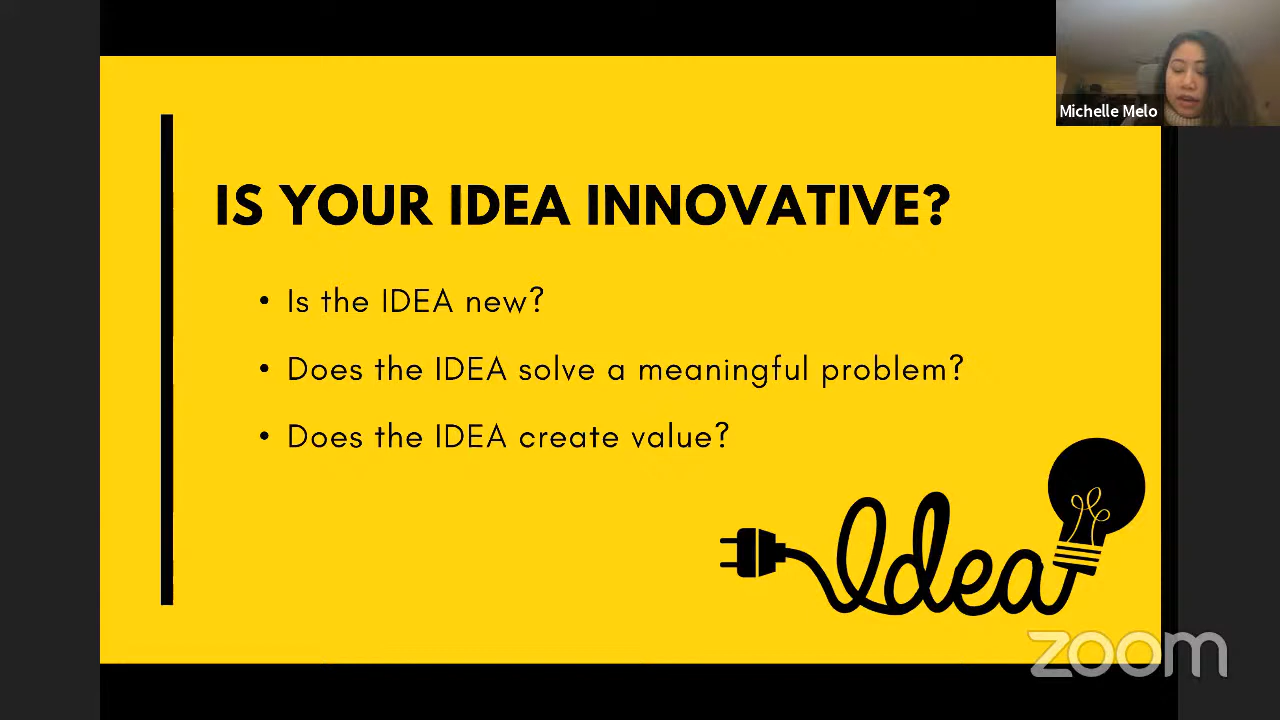 Michelle Melo
IS YOUR IDEA INNOVATIVE?
• Is the IDEA new?
• Does the IDEA solve a meaningful problem?
• Does the IDEA create value?
Idea
zoom